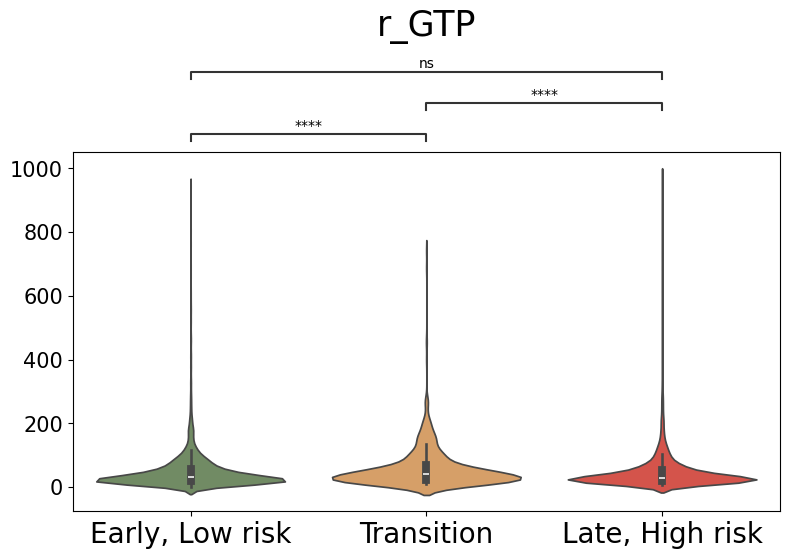 r_GTP
ns
****
****
1000
800
600
400
200
0
Early, Low risk
Transition
Late, High risk